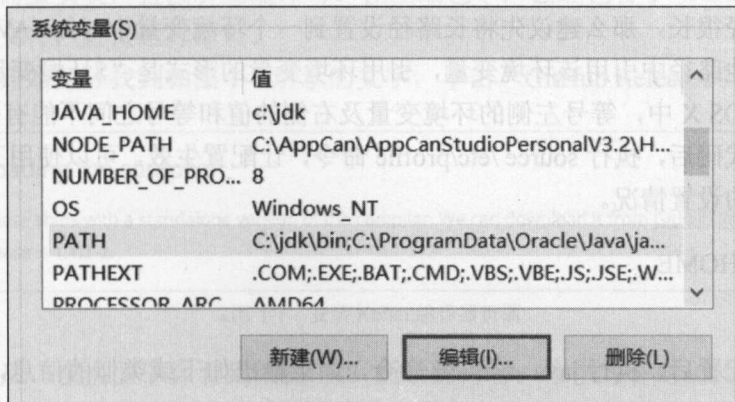 系统变量(S)
变量 值
JAVA_HOME c:\jdk
NODE_PATH C:\AppCan\AppCanStudioPersonalV3.2\H...
NUMBER_OF_PRO... 8
OS Windows_NT
PATH C:\jdk\bin;C:\ProgramData\Oracle\Java\ja...
PATHEXT .COM;.EXE;.BAT;.CMD;.VBS;.VBE;.JS;.JSE;.W...
PROCESSOR_ARC AMD64
新建(W)... 编辑(I)... 删除(L)